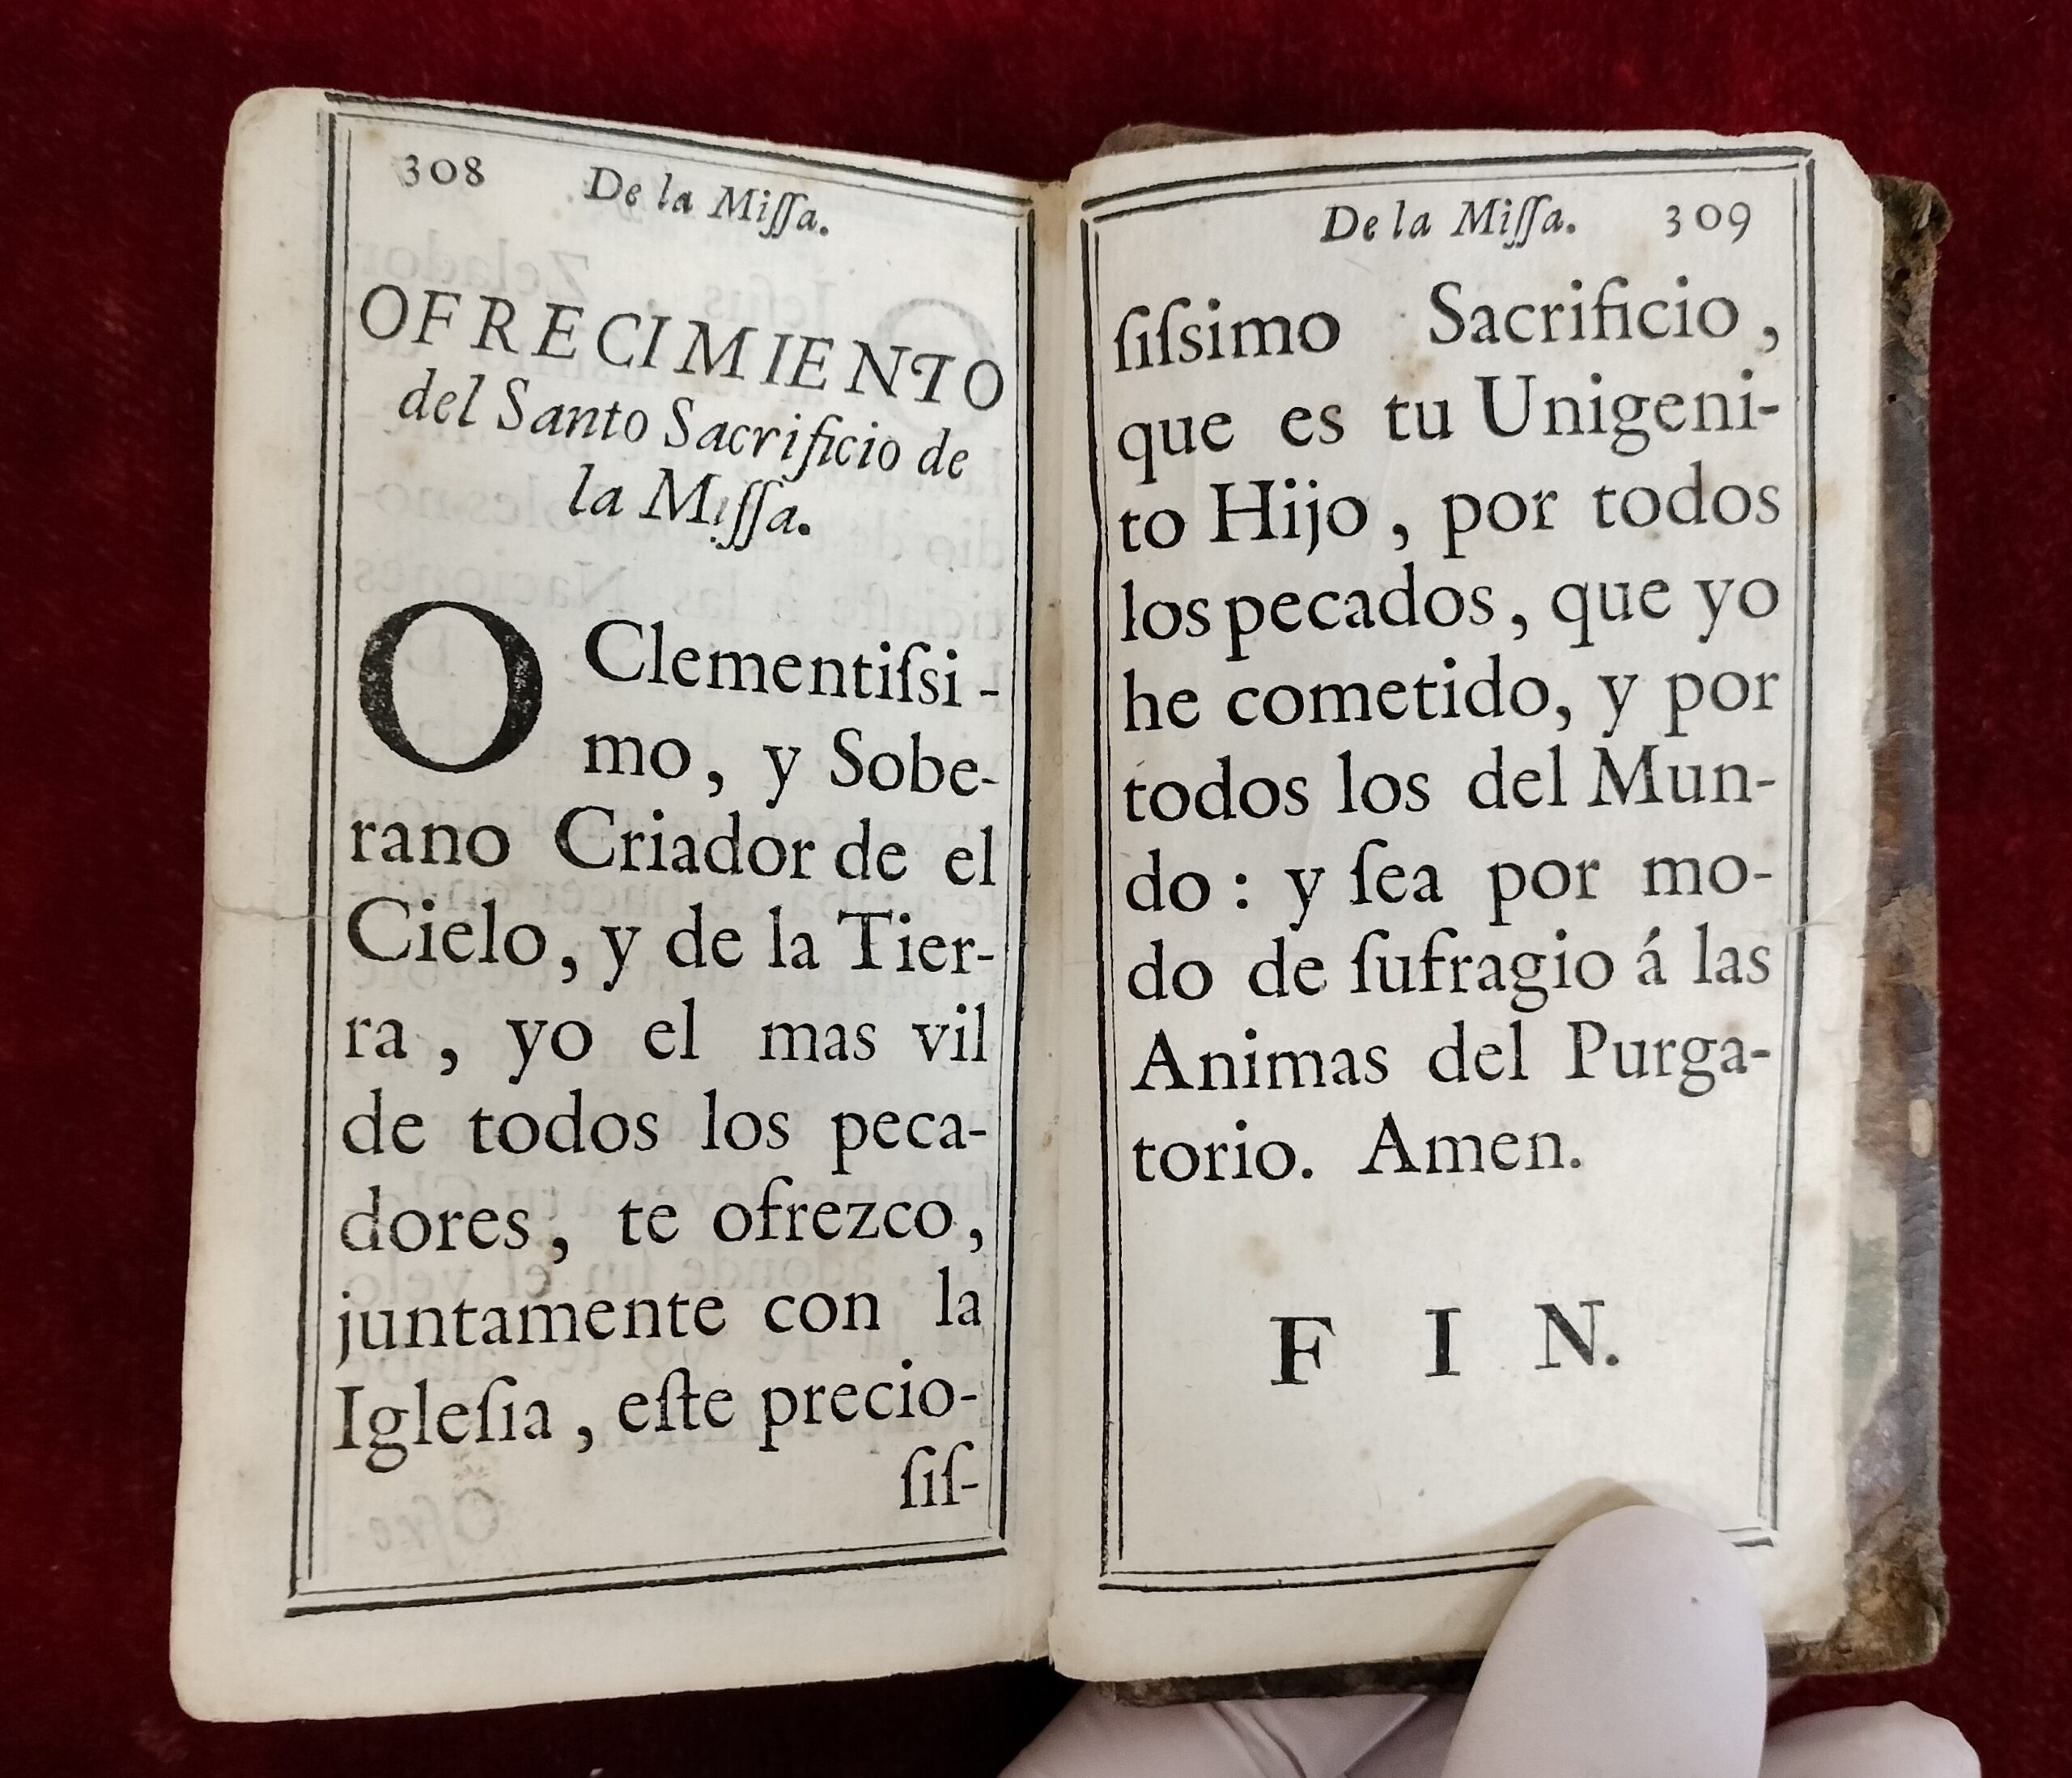 308 De la Miſſa.
OFRECIMIENTO
del Santo Sacrificio de
la Miſſa.
O Clementiſsi-
mo, y Sobe-
rano Criador de el
Cielo, y de la Tier-
ra, yo el mas vil
de todos los peca-
dores, te ofrezco,
juntamente con la
Igleſia, eſte precio-
ſiſ-
De la Miſſa. 309
ſiſsimo Sacrificio,
que es tu Unigeni-
to Hijo, por todos
los pecados, que yo
he cometido, y por
todos los del Mun-
do: y ſea por mo-
do de ſufragio á las
Animas del Purga-
torio. Amen.
F I N.